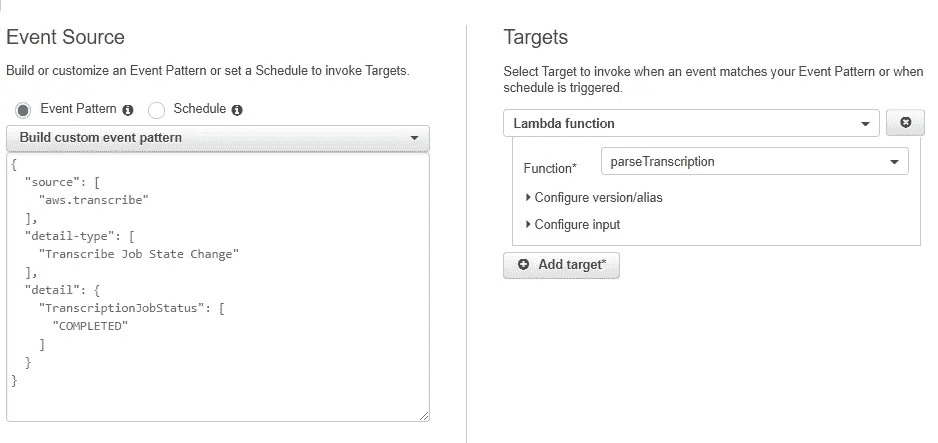 Event Source
Build or customize an Event Pattern or set a Schedule to invoke Targets.
Event Pattern
Schedule
Build custom event pattern
{
  "source": [
    "aws.transcribe"
  ],
  "detail-type": [
    "Transcribe Job State Change"
  ],
  "detail": {
    "TranscriptionJobStatus": [
      "COMPLETED"
    ]
  }
}
Targets
Select Target to invoke when an event matches your Event Pattern or when
schedule is triggered.
Lambda function
Function*
parseTranscription
Configure version/alias
Configure input
Add target*